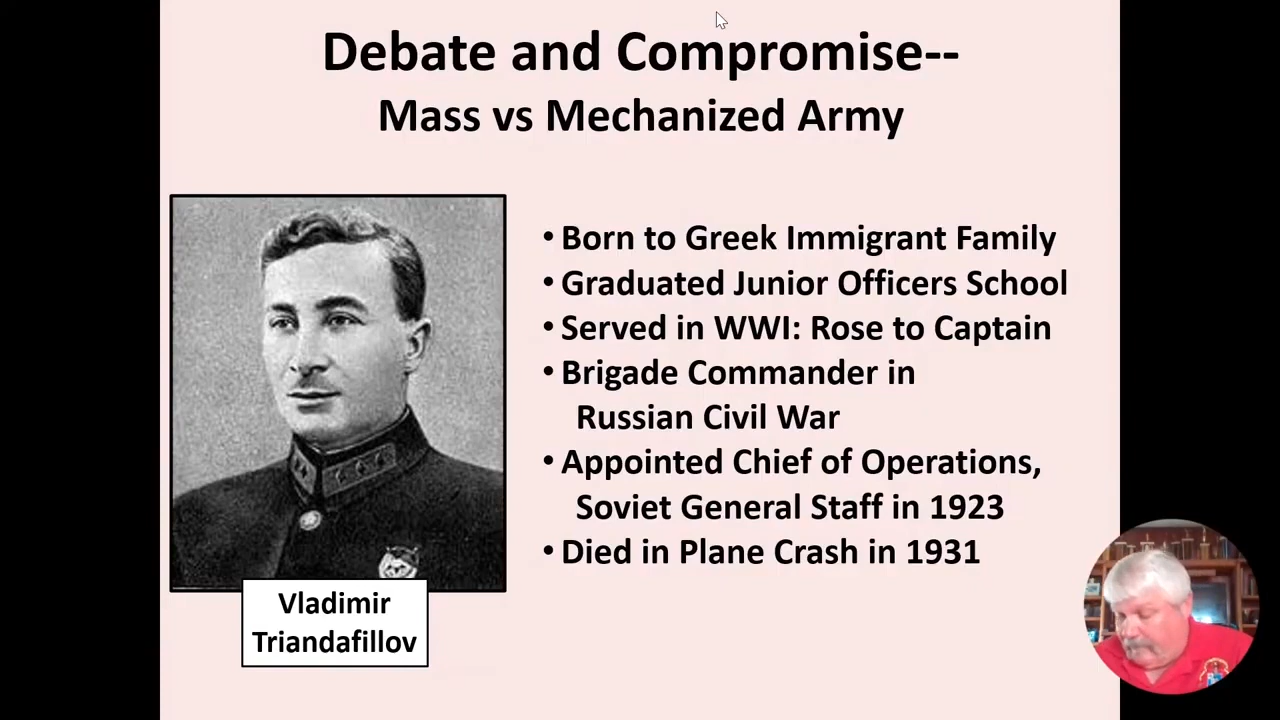 Debate and Compromise--
Mass vs Mechanized Army
• Born to Greek Immigrant Family
• Graduated Junior Officers School
• Served in WWI: Rose to Captain
• Brigade Commander in
Russian Civil War
• Appointed Chief of Operations,
Soviet General Staff in 1923
• Died in Plane Crash in 1931
Vladimir
Triandafillov